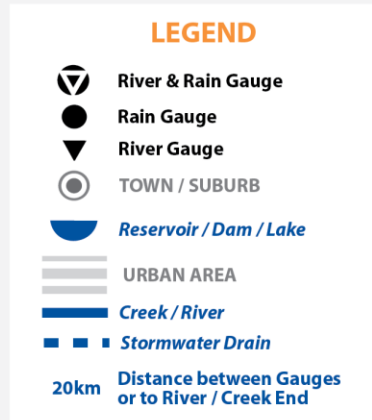 LEGEND
River & Rain Gauge
Rain Gauge
River Gauge
TOWN / SUBURB
Reservoir / Dam / Lake
URBAN AREA
Creek / River
Stormwater Drain
20km Distance between Gauges
or to River / Creek End